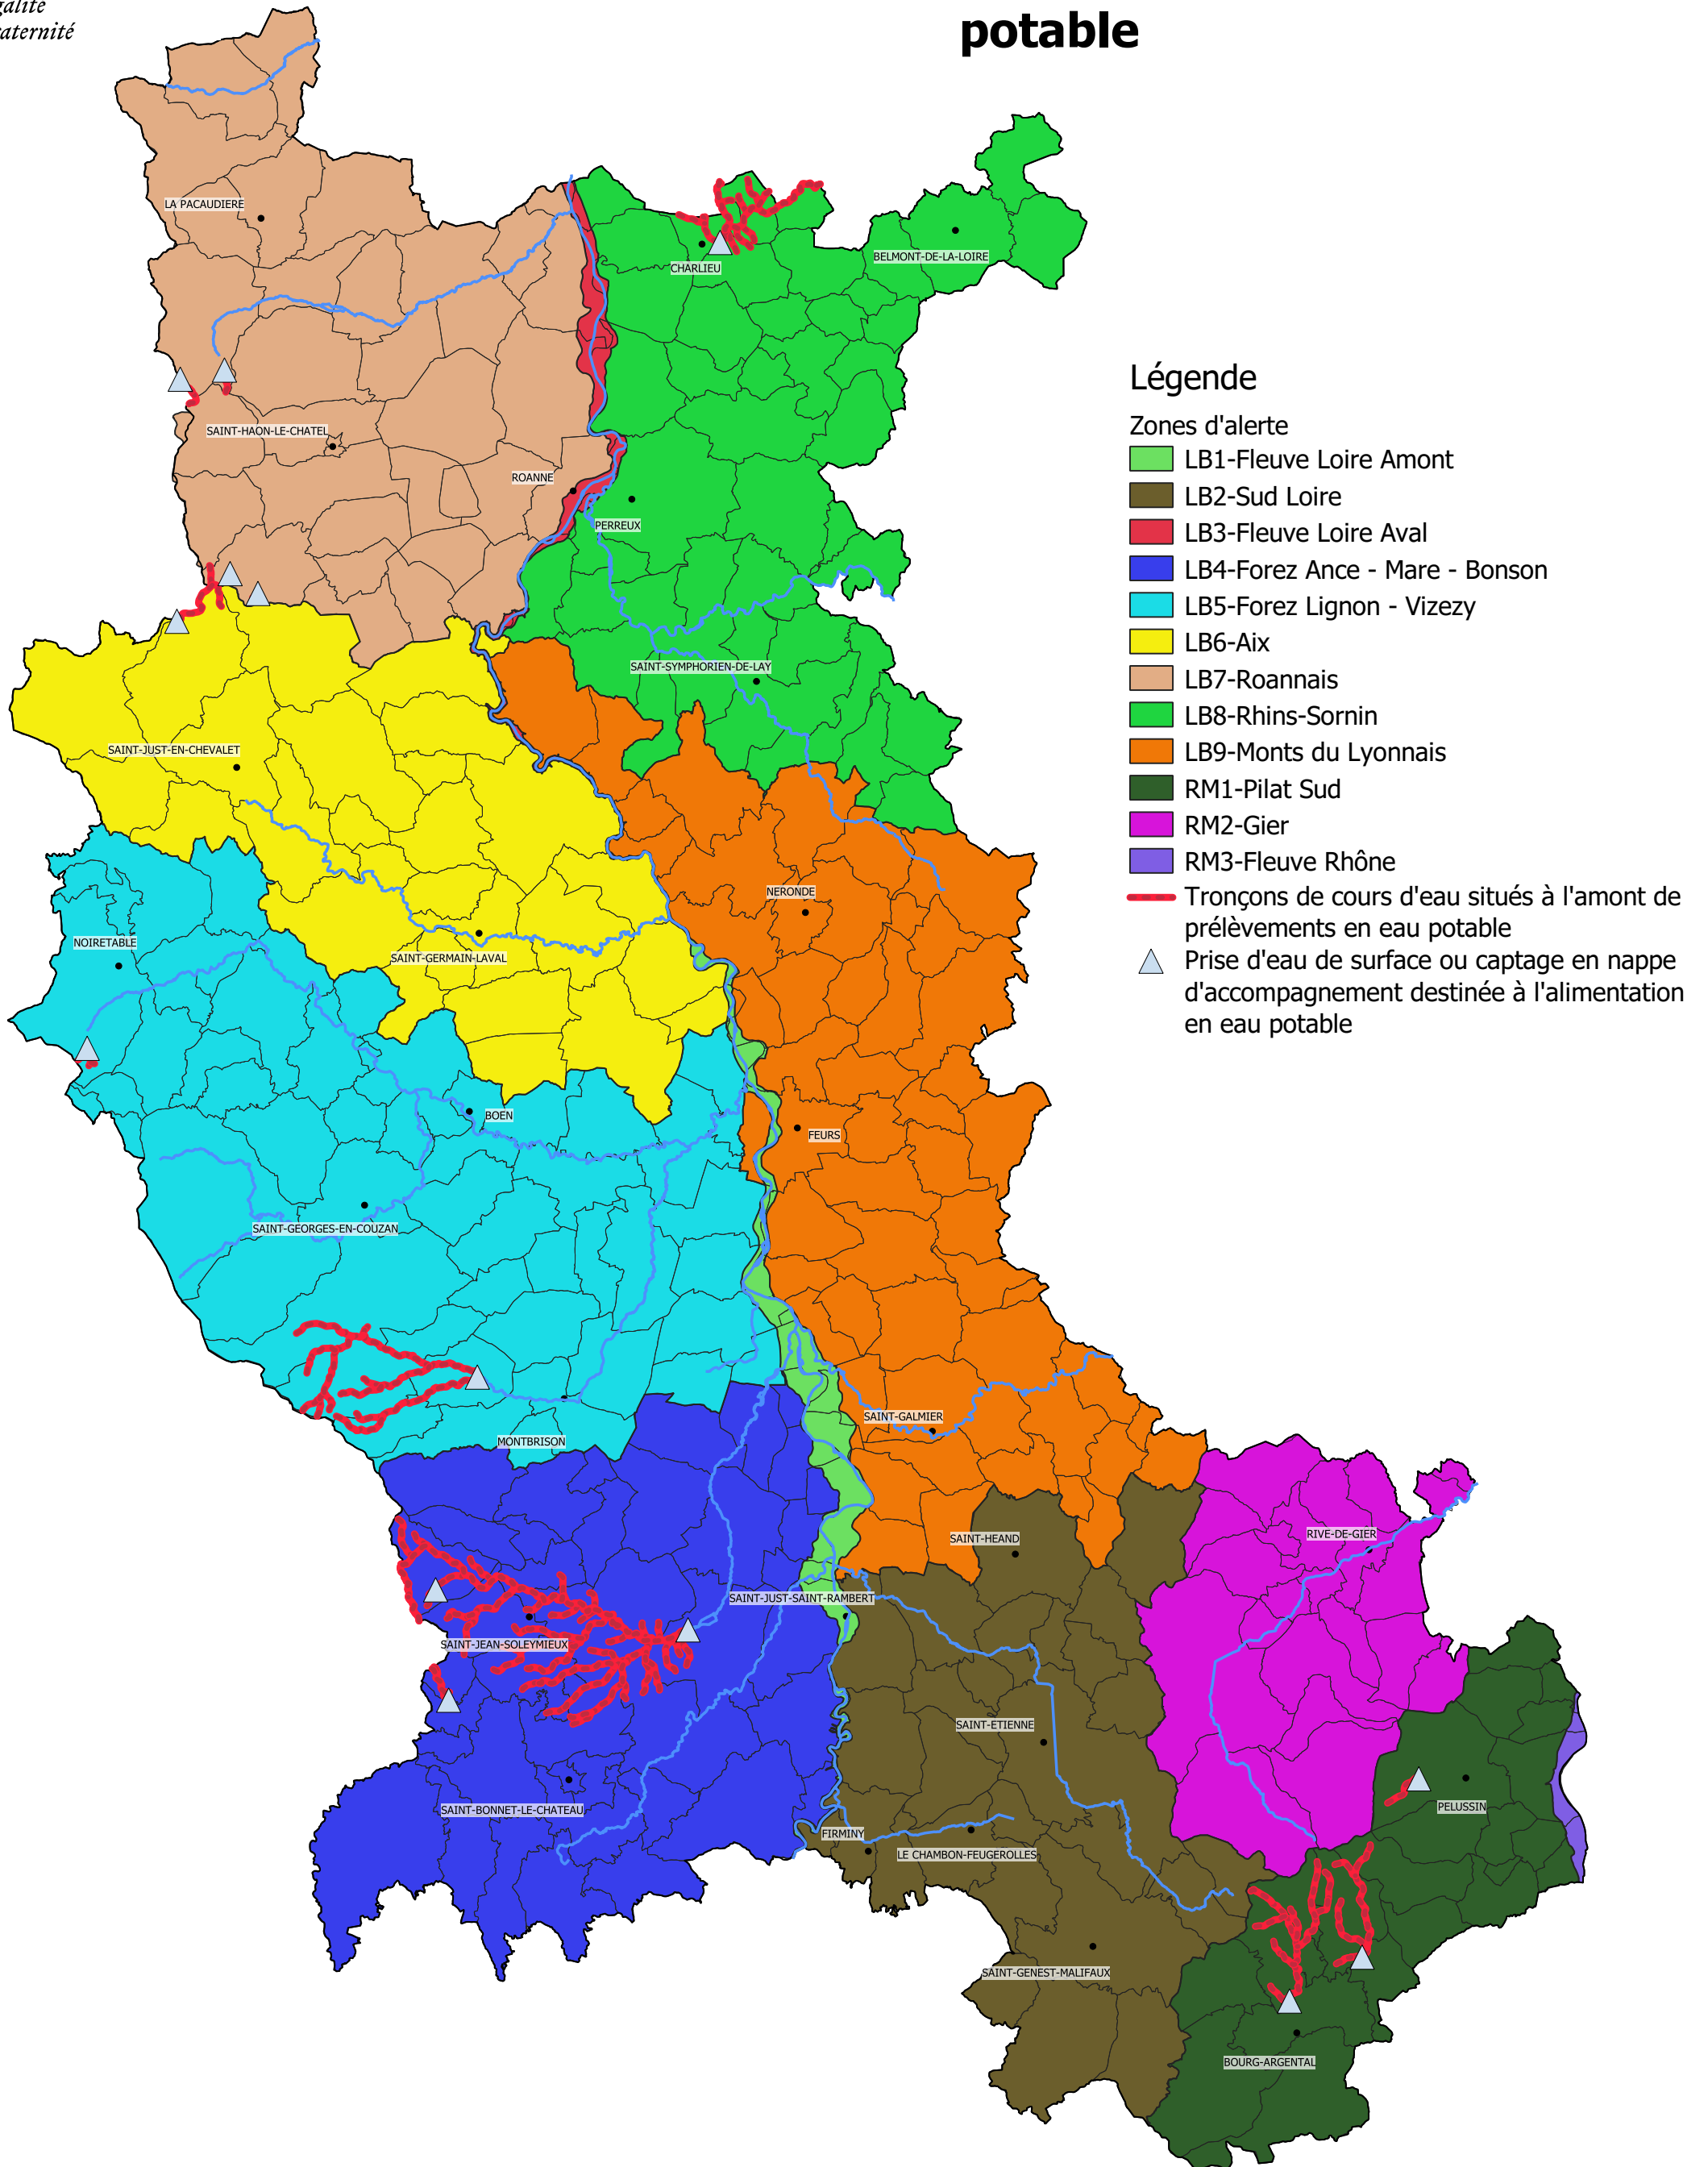 galité
aternité
potable
LA PACAUDIERE
CHARLIEU
BELMONT-DE-LA-LOIRE
SAINT-HAON-LE-CHATEL
ROANNE
PERREUX
SAINT-SYMPHORIEN-DE-LAY
SAINT-JUST-EN-CHEVALET
NERONDE
NOIRETABLE
SAINT-GERMAIN-LAVAL
BOEN
FEURS
SAINT-GEORGES-EN-COUZAN
SAINT-GALMIER
MONTBRISON
SAINT-HEAND
RIVE-DE-GIER
SAINT-JUST-SAINT-RAMBERT
SAINT-JEAN-SOLEYMIEUX
SAINT-ETIENNE
SAINT-BONNET-LE-CHATEAU
PELUSSIN
FIRMINY
LE CHAMBON-FEUGEROLLES
SAINT-GENEST-MALIFAUX
BOURG-ARGENTAL
Légende
Zones d'alerte
LB1-Fleuve Loire Amont
LB2-Sud Loire
LB3-Fleuve Loire Aval
LB4-Forez Ance - Mare - Bonson
LB5-Forez Lignon - Vizezy
LB6-Aix
LB7-Roannais
LB8-Rhins-Sornin
LB9-Monts du Lyonnais
RM1-Pilat Sud
RM2-Gier
RM3-Fleuve Rhône
Tronçons de cours d'eau situés à l'amont de
prélèvements en eau potable
Prise d'eau de surface ou captage en nappe
d'accompagnement destinée à l'alimentation
en eau potable